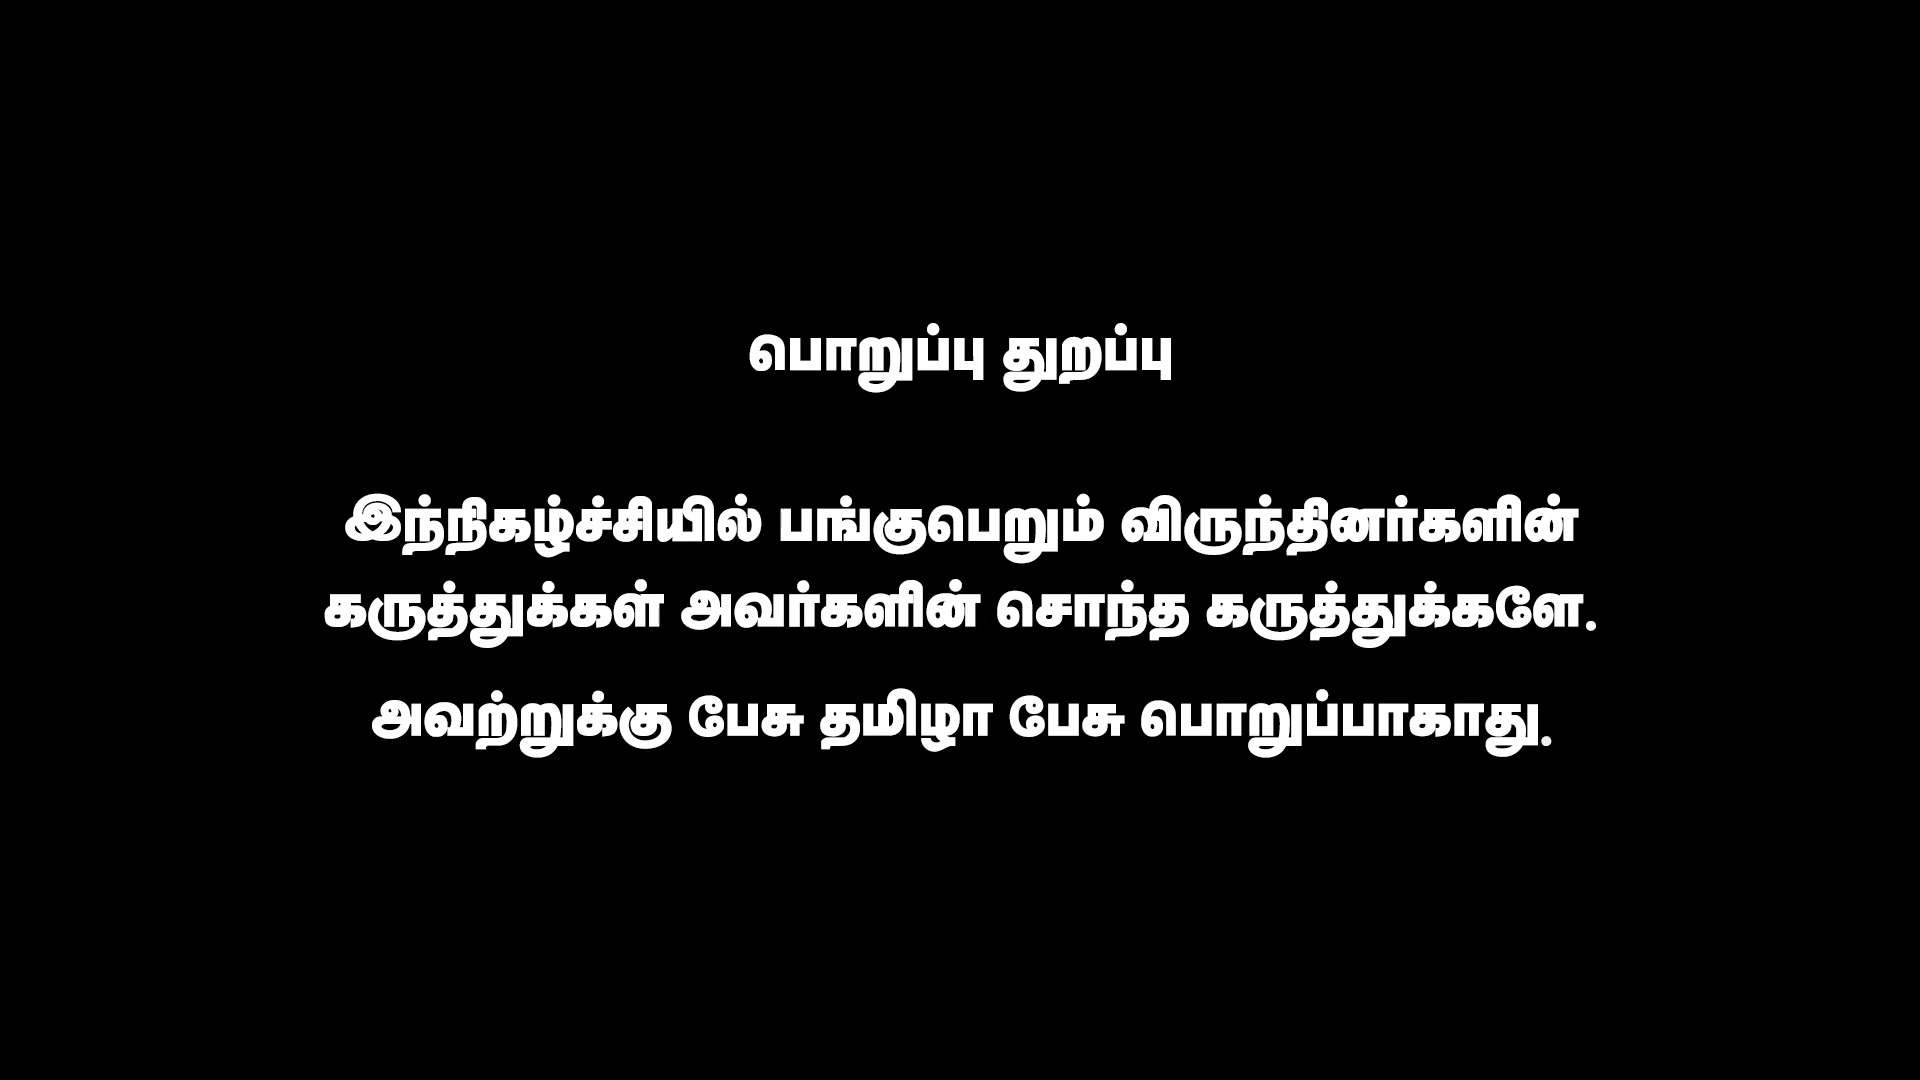 பொறுப்பு துறப்பு
இந்நிகழ்ச்சியில் பங்குபெறும் விருந்தினர்களின்
கருத்துக்கள் அவர்களின் சொந்த கருத்துக்களே.
அவற்றுக்கு பேசு தமிழா பேசு பொறுப்பாகாது.